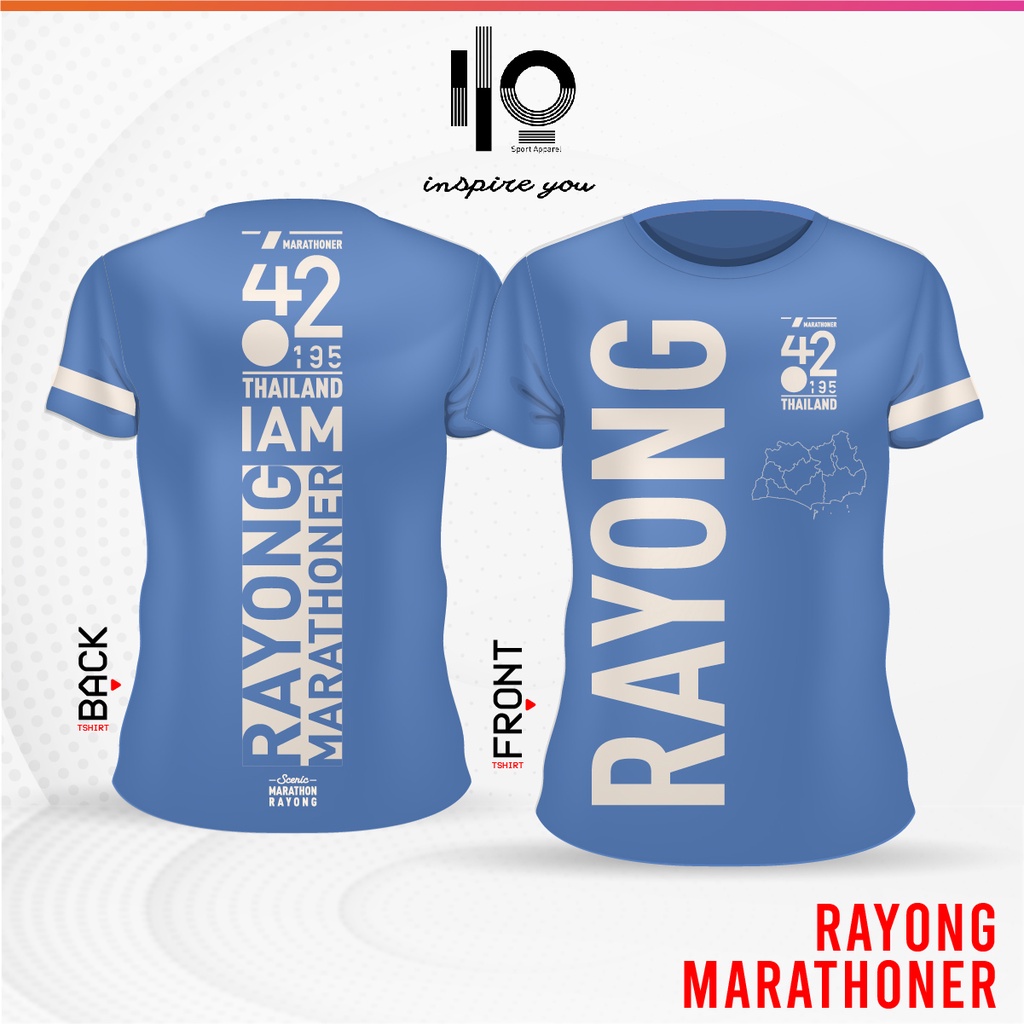 Sport Apparel
inspire you
MARATHONER
42
195
THAILAND
IAM
RAYONG
MARATHONER
Scenic
MARATHON
RAYONG
BACK
TSHIRT
RAYONG
MARATHONER
42
195
THAILAND
FRONT
TSHIRT
RAYONG
MARATHONER